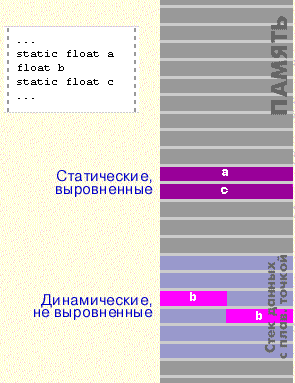 ...
static float a
float b
static float c
...
ПАМЯТЬ
Статические,
выровненные
a
c
Динамические,
не выровненные
b
b
Стек данных
с плав. точкой